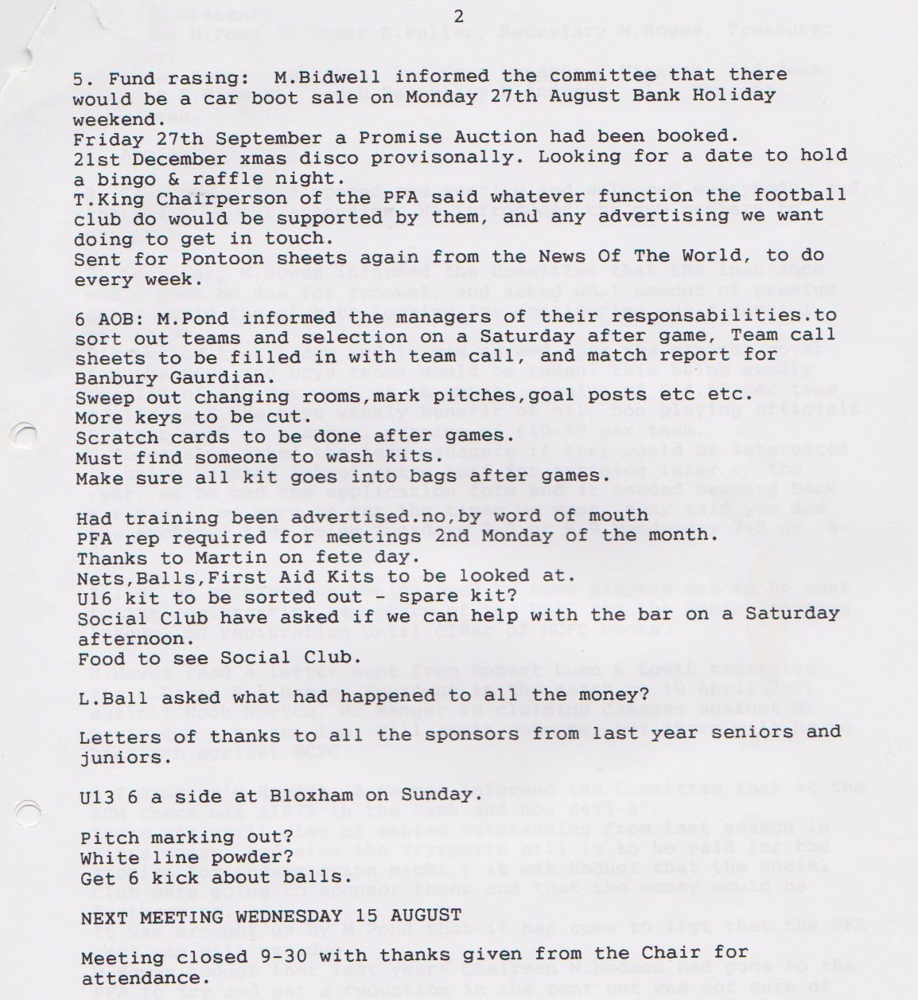 2
5. Fund rasing: M.Bidwell informed the committee that there
would be a car boot sale on Monday 27th August Bank Holiday
weekend.
Friday 27th September a Promise Auction had been booked.
21st December xmas disco provisonally. Looking for a date to hold
a bingo & raffle night.
T.King Chairperson of the PFA said whatever function the football
club do would be supported by them, and any advertising we want
doing to get in touch.
Sent for Pontoon sheets again from the News Of The World, to do
every week.
6 AOB: M.Pond informed the managers of their responsabilities.to
sort out teams and selection on a Saturday after game, Team call
sheets to be filled in with team call, and match report for
Banbury Gaurdian.
Sweep out changing rooms,mark pitches,goal posts etc etc.
More keys to be cut.
Scratch cards to be done after games.
Must find someone to wash kits.
Make sure all kit goes into bags after games.
Had training been advertised.no,by word of mouth
PFA rep required for meetings 2nd Monday of the month.
Thanks to Martin on fete day.
Nets,Balls,First Aid Kits to be looked at.
U16 kit to be sorted out - spare kit?
Social Club have asked if we can help with the bar on a Saturday
afternoon.
Food to see Social Club.
L.Ball asked what had happened to all the money?
Letters of thanks to all the sponsors from last year seniors and
juniors.
U13 6 a side at Bloxham on Sunday.
Pitch marking out?
White line powder?
Get Mick about balls.
NEXT MEETING WEDNESDAY 15 AUGUST
Meeting closed 9-30 with thanks given from the Chair for
attendance.